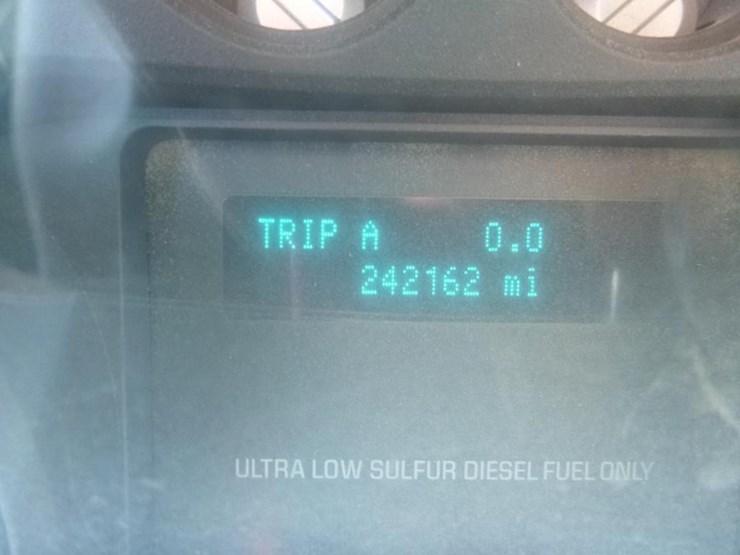 TRIP A 0.0
242162 mi
ULTRA LOW SULFUR DIESEL FUEL ONLY